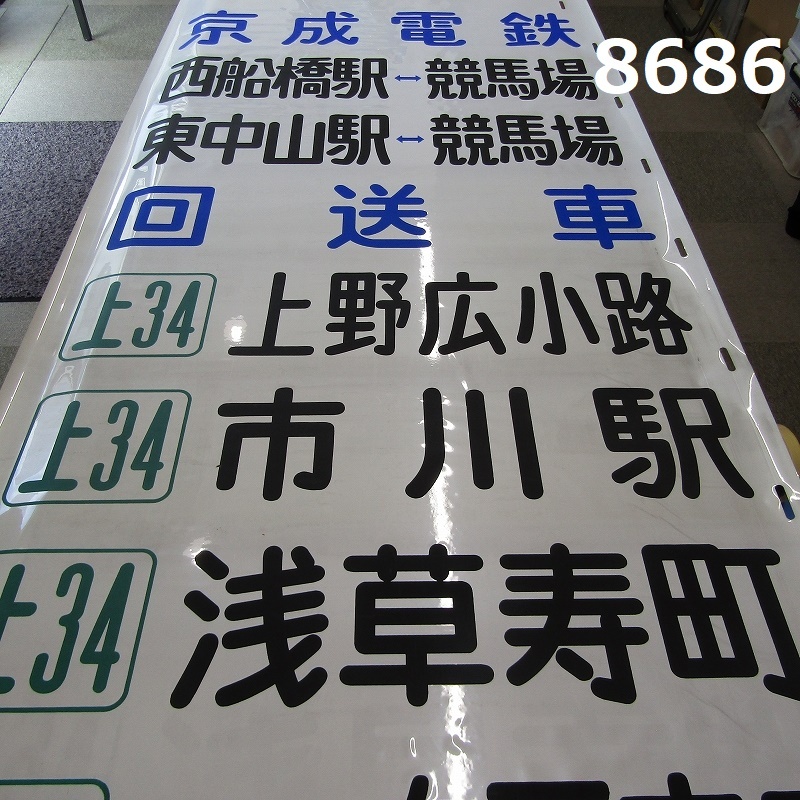 京成電鉄
8686
西船橋駅↔競馬場
東中山駅↔競馬場
回送車
上34 上野広小路
上34 市川駅
上34 浅草寿町